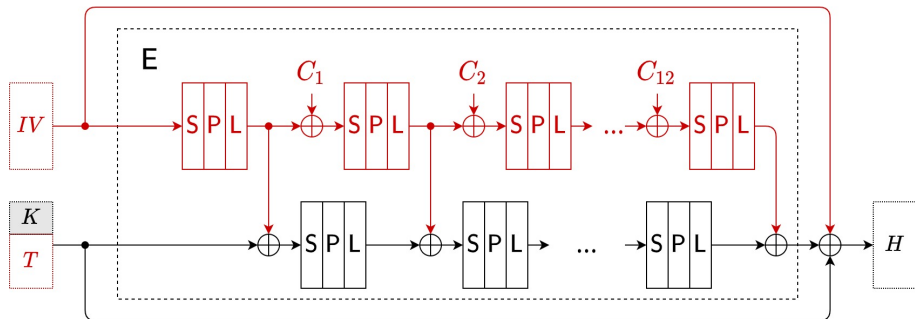 E
C₁ C₂ C₁₂
IV S P L S P L S P L ... S P L
K
T S P L S P L ... S P L H